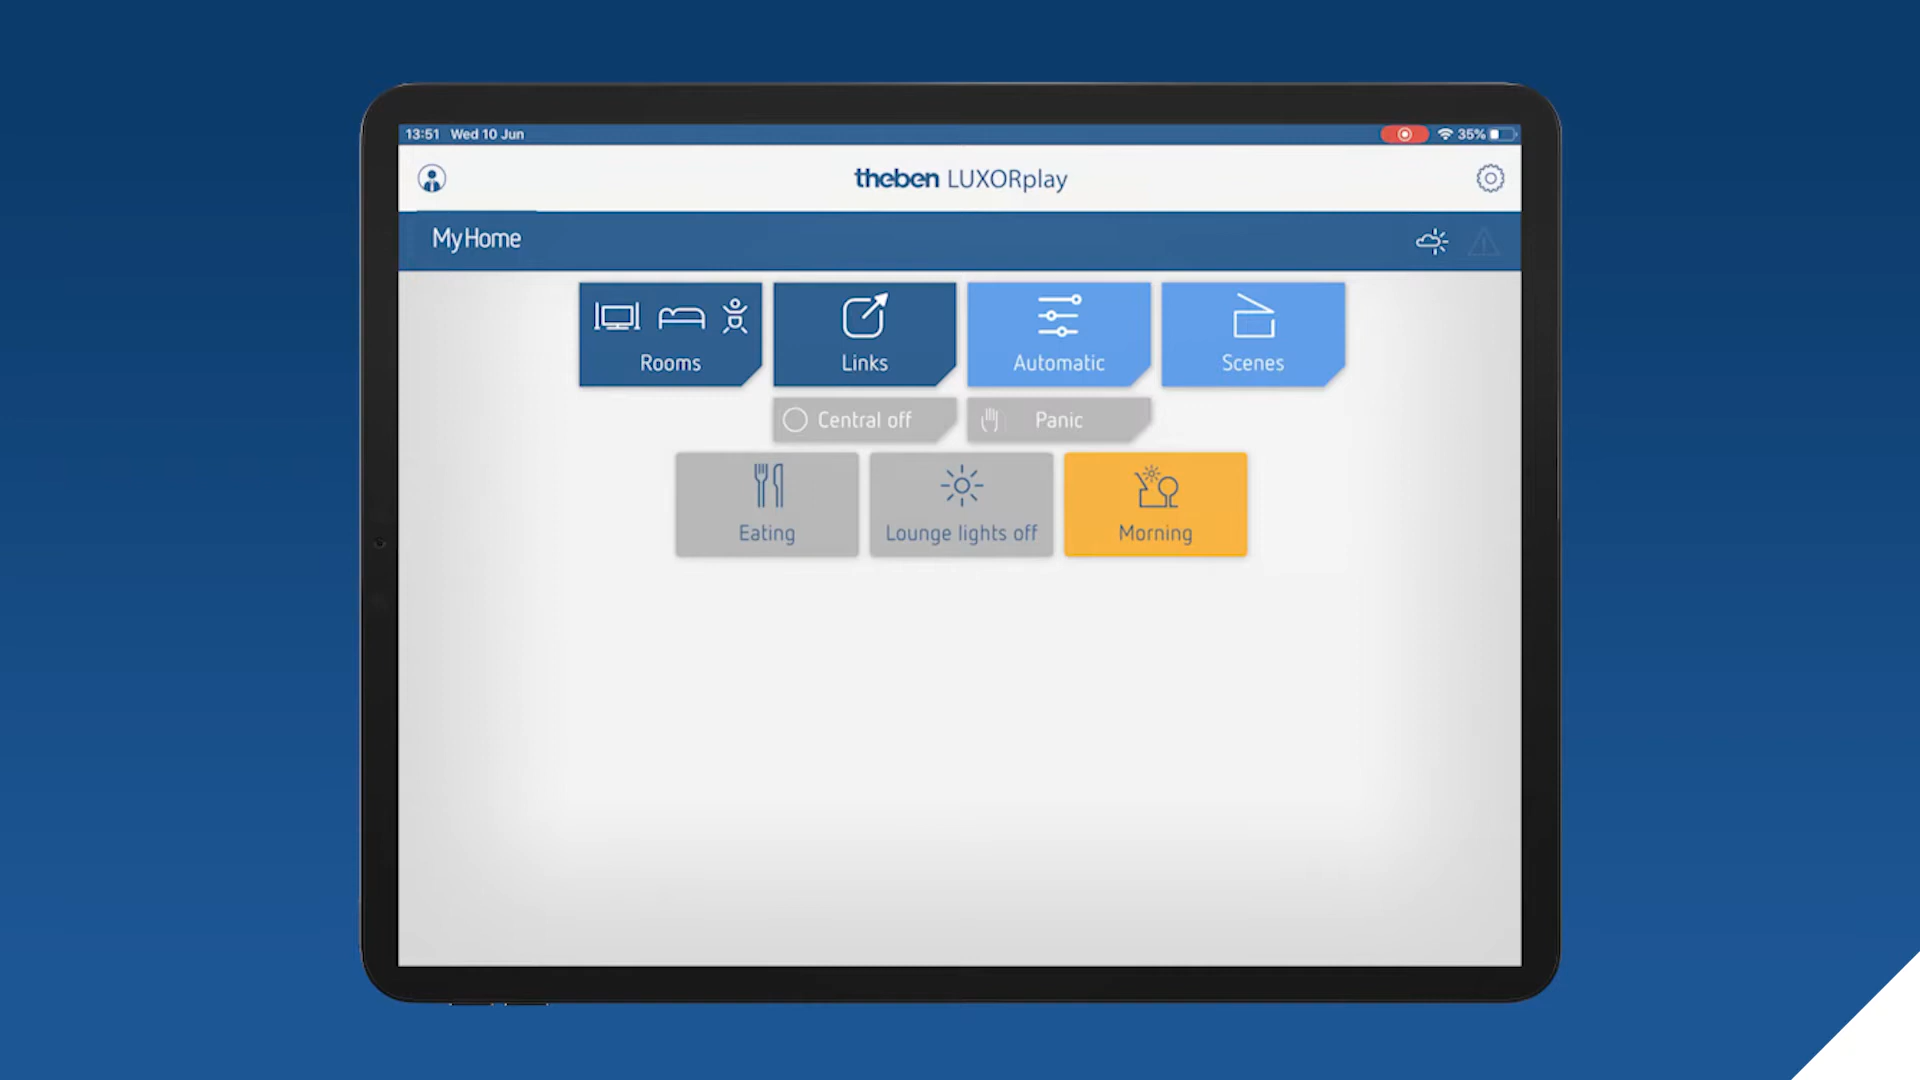 13:51 Wed 10 Jun
35%
theben LUXORplay
MyHome
Rooms
Links
Automatic
Scenes
Central off
Panic
Eating
Lounge lights off
Morning